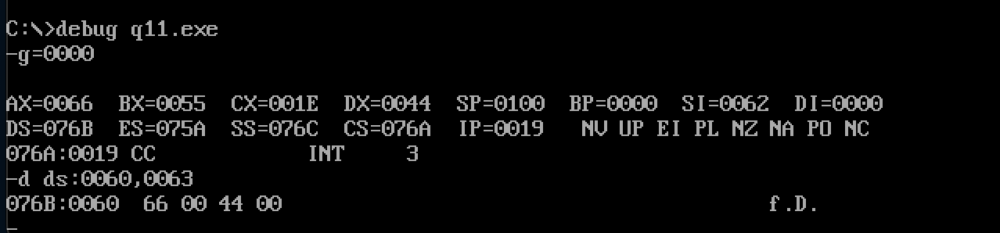 C:\>debug q11.exe
-g=0000
AX=0066 BX=0055 CX=001E DX=0044 SP=0100 BP=0000 SI=0062 DI=0000
DS=076B ES=075A SS=076C CS=076A IP=0019 NV UP EI PL NZ NA PO NC
076A:0019 CC INT 3
-d ds:0060,0063
076B:0060 66 00 44 00 f.D.
-